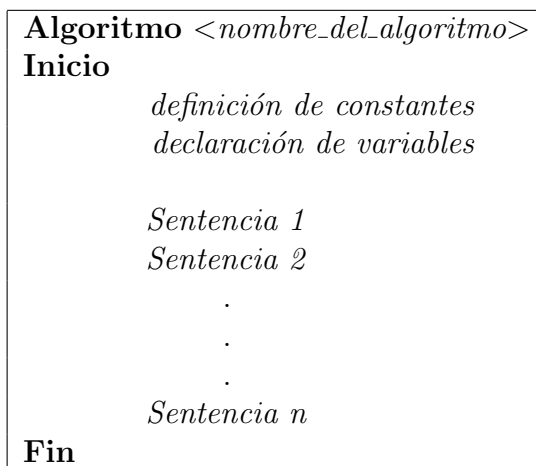 Algoritmo <nombre_del_algoritmo>
Inicio
definición de constantes
declaración de variables
Sentencia 1
Sentencia 2
.
.
.
Sentencia n
Fin